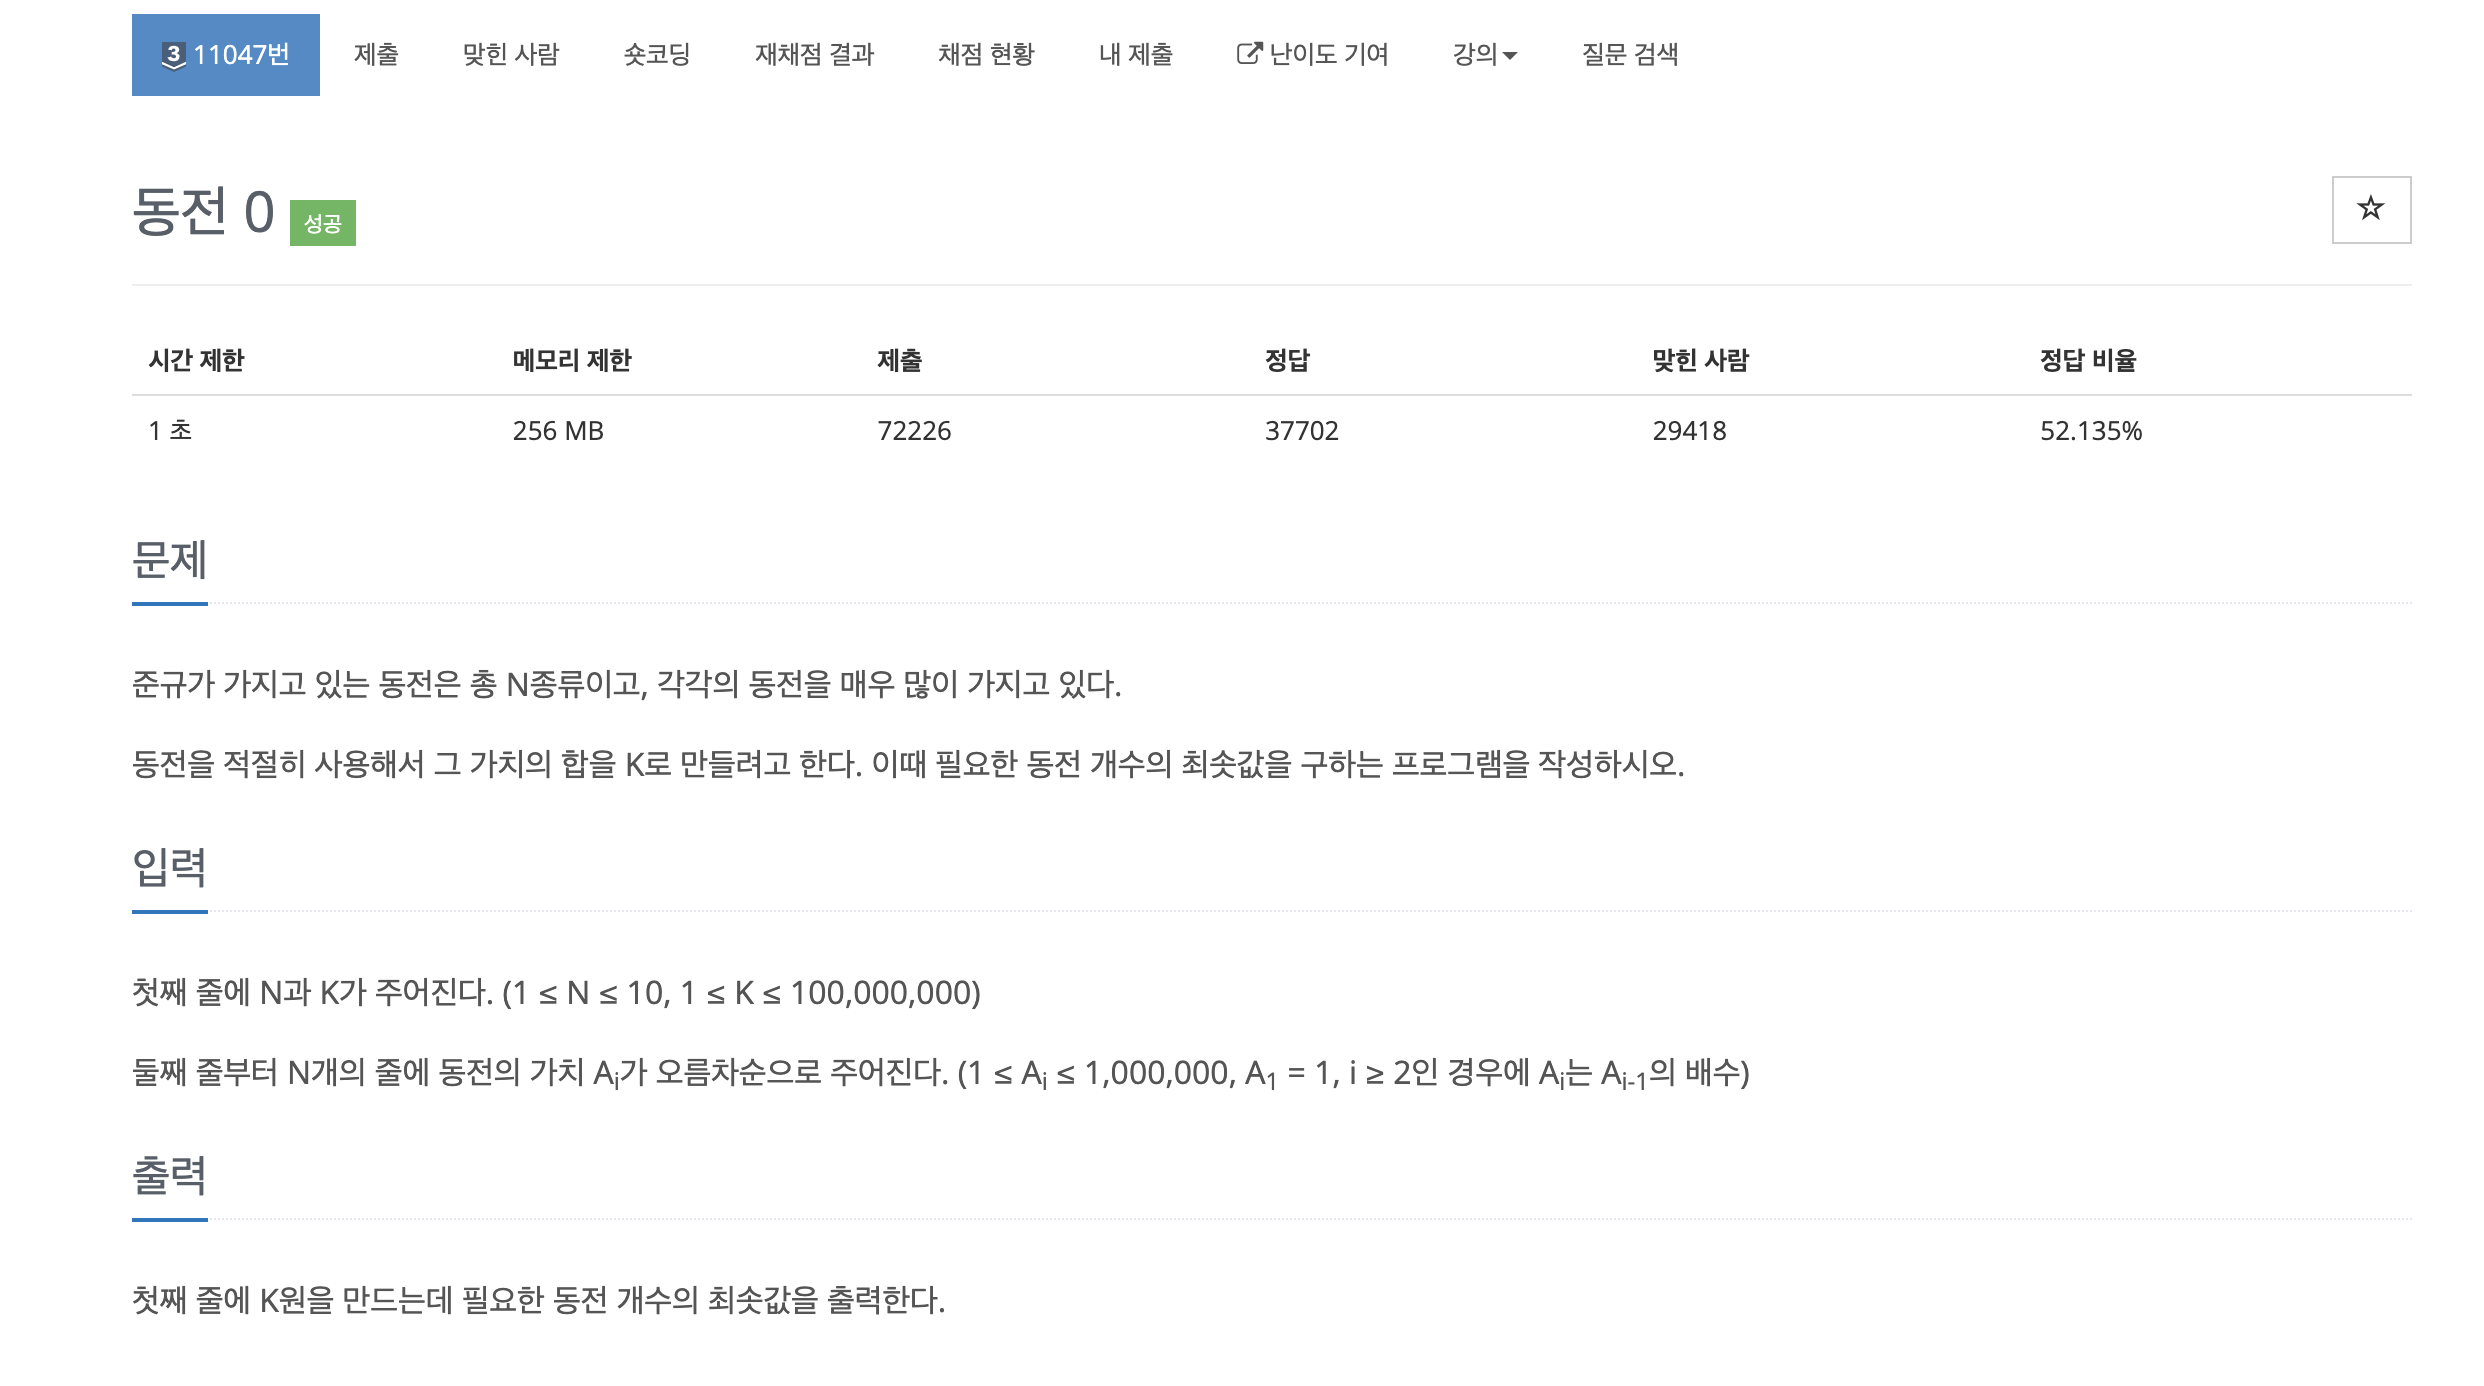 3 11047번 제출 맞힌 사람 숏코딩 재채점 결과 채점 현황 내 제출 난이도 기여 강의 질문 검색
동전 0 성공
시간 제한 메모리 제한 제출 정답 맞힌 사람 정답 비율
1 초 256 MB 72226 37702 29418 52.135%
문제
준규가 가지고 있는 동전은 총 N종류이고, 각각의 동전을 매우 많이 가지고 있다.
동전을 적절히 사용해서 그 가치의 합을 K로 만들려고 한다. 이때 필요한 동전 개수의 최솟값을 구하는 프로그램을 작성하시오.
입력
첫째 줄에 N과 K가 주어진다. (1 ≤ N ≤ 10, 1 ≤ K ≤ 100,000,000)
둘째 줄부터 N개의 줄에 동전의 가치 Aᵢ가 오름차순으로 주어진다. (1 ≤ Aᵢ ≤ 1,000,000, A₁ = 1, i ≥ 2인 경우에 Aᵢ는 Aᵢ₋₁의 배수)
출력
첫째 줄에 K원을 만드는데 필요한 동전 개수의 최솟값을 출력한다.